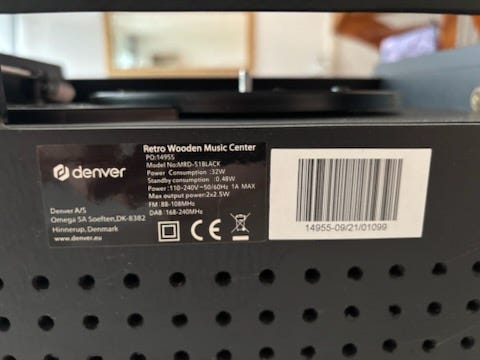 Retro Wooden Music Center
PO:14955
Model No:MRD-51BLACK
Power Consumption :32W
Standby consumption :0.48W
Power:110-240V~50/60Hz 1A MAX
Max output power:2x2.5W
FM :88-108MHz
DAB :168-240MHz
denver
Denver A/S
Omega 5A Soeften,DK-8382
Hinnerup,Denmark
www.denver.eu
CE
14955-09/21/01099